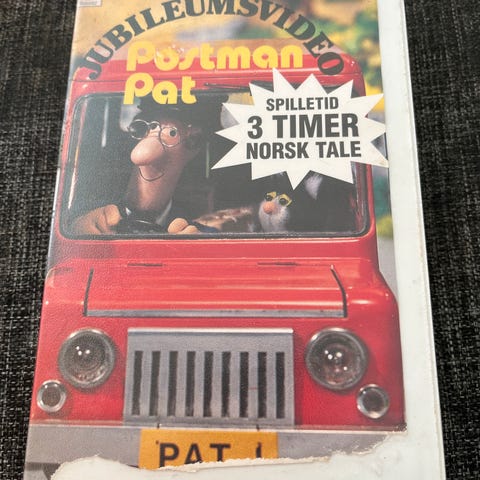 JUBILEUMSVIDEO
Postman
Pat
SPILLETID
3 TIMER
NORSK TALE
PAT 1